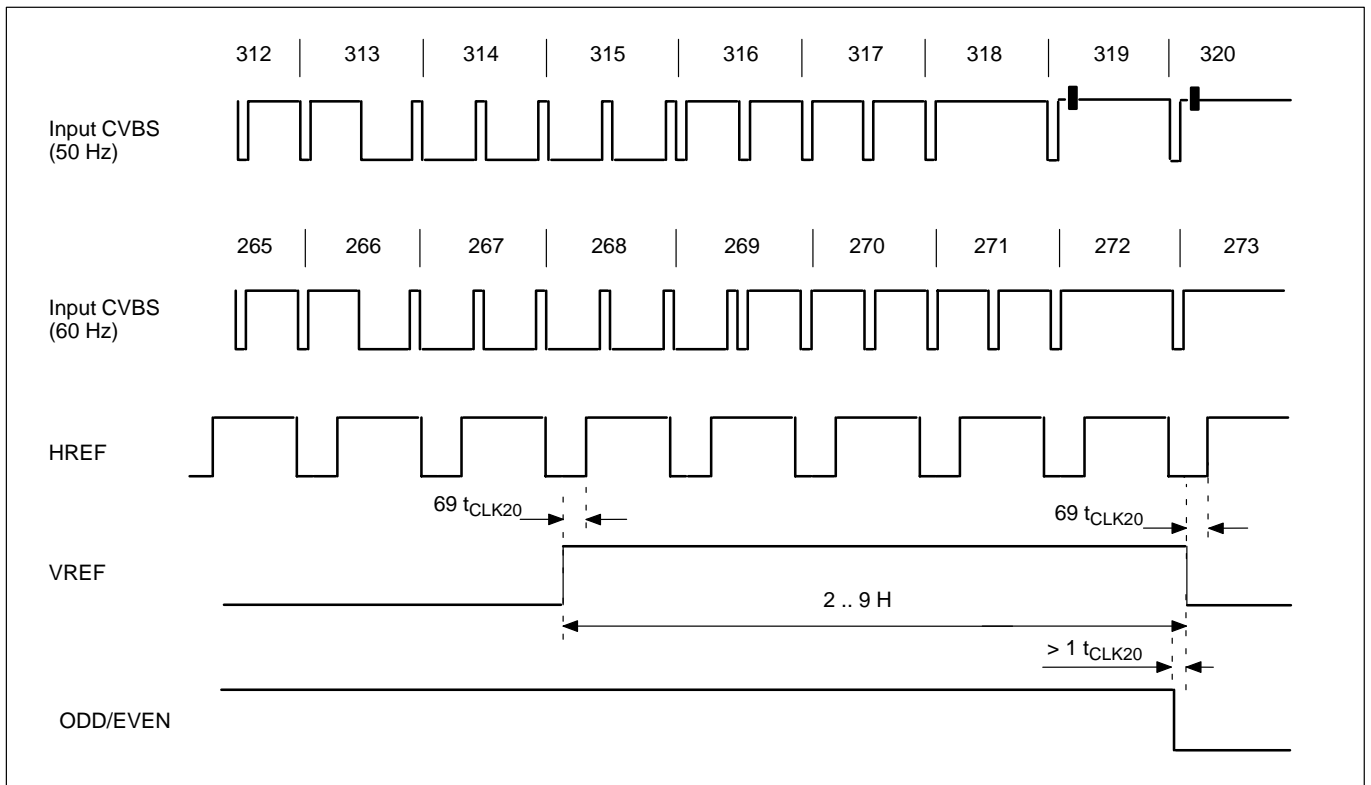 312 313 314 315 316 317 318 319 320
Input CVBS
(50 Hz)
265 266 267 268 269 270 271 272 273
Input CVBS
(60 Hz)
HREF
69 tCLK20 69 tCLK20
VREF
2 .. 9 H
> 1 tCLK20
ODD/EVEN